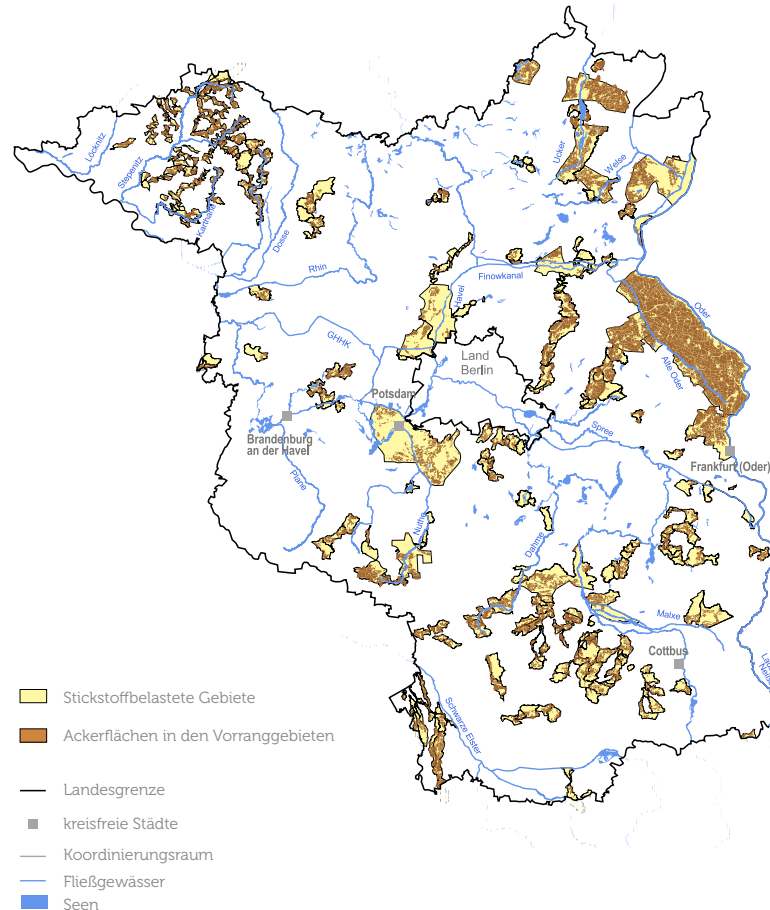 Löcknitz
Stepenitz
Karthane
Dosse
Rhin
Ucker
Welse
Finowkanal
Havel
Oder
Alte Oder
GHHK
Land
Berlin
Potsdam
Brandenburg
an der Havel
Plane
Spree
Frankfurt (Oder)
Nuthe
Dahme
Malxe
Cottbus
Schwarze Elster
Stickstoffbelastete Gebiete
Ackerflächen in den Vorranggebieten
Landesgrenze
kreisfreie Städte
Koordinierungsraum
Fließgewässer
Seen